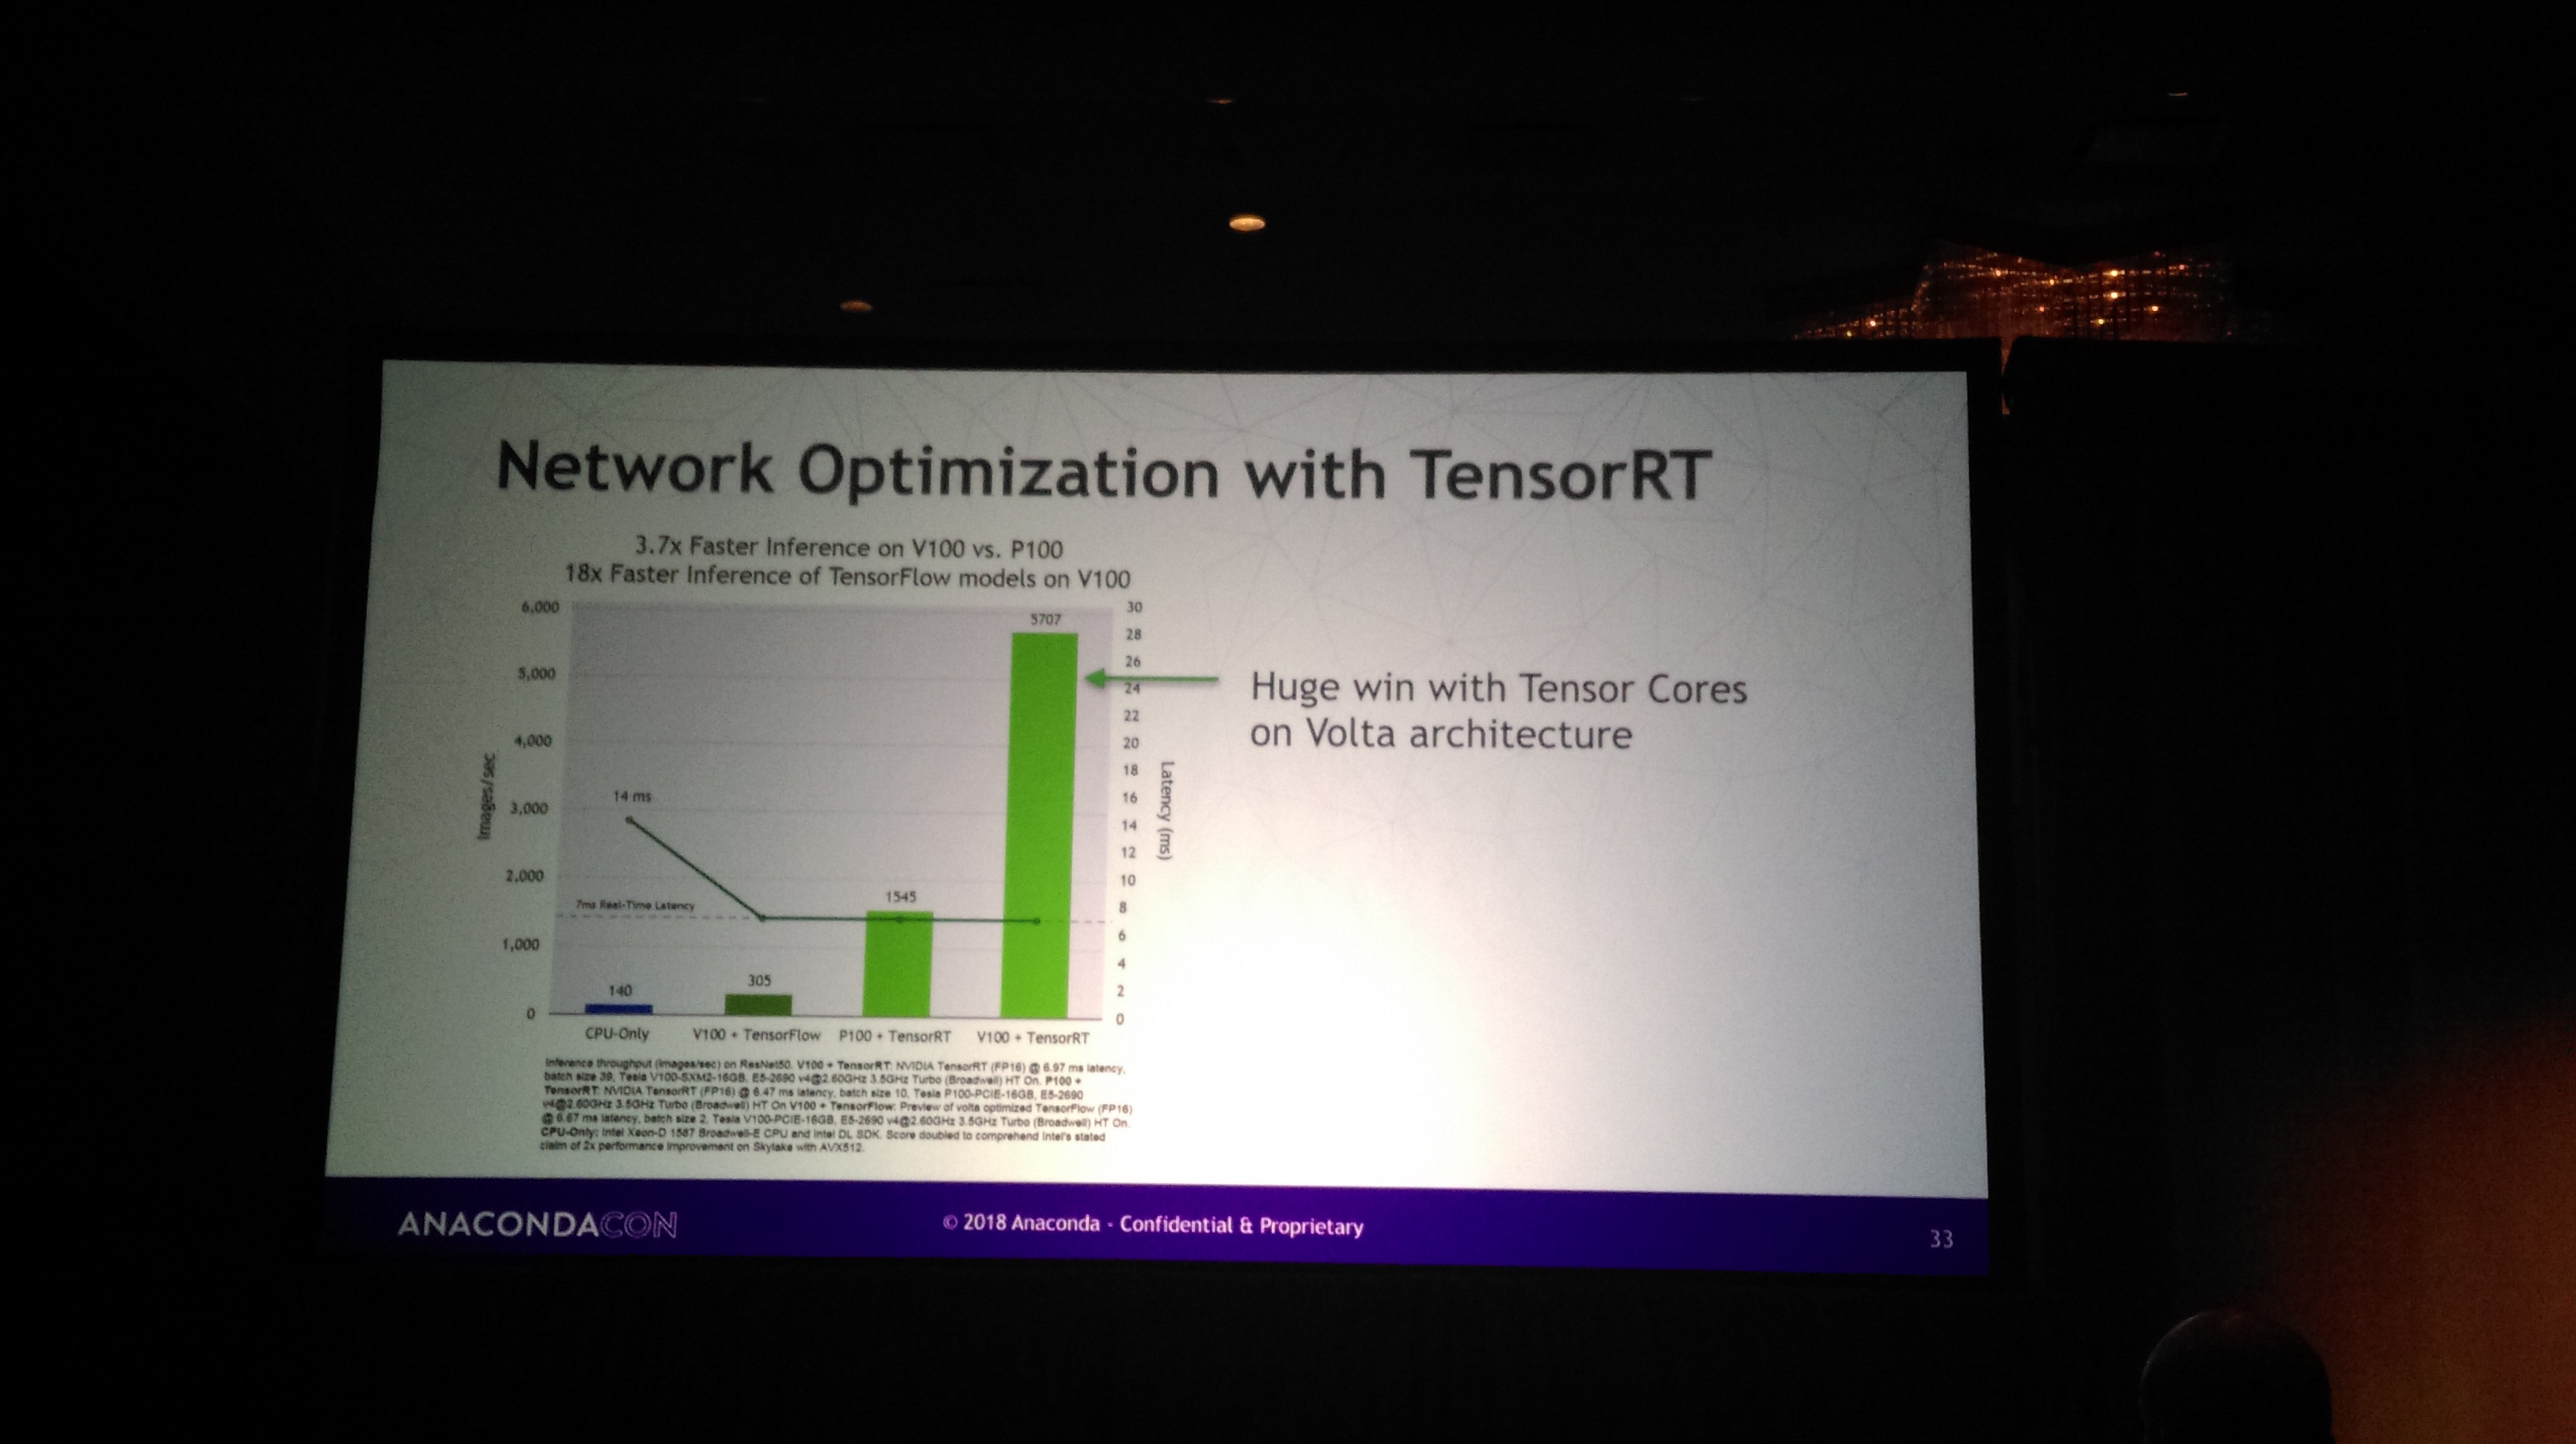 Network Optimization with TensorRT
3.7x Faster Inference on V100 vs. P100
18x Faster Inference of TensorFlow models on V100
6,000
5,000
4,000
3,000
2,000
1,000
0
Images/sec
14 ms
7ms Real-Time Latency
140
305
1545
5707
30
28
26
24
22
20
18
16
14
12
10
8
6
4
2
0
Latency (ms)
CPU-Only
V100 + TensorFlow
P100 + TensorRT
V100 + TensorRT
Huge win with Tensor Cores
on Volta architecture
Inference throughput (images/sec) on ResNet50. V100 + TensorRT: NVIDIA TensorRT (FP16) @ 6.97 ms latency,
batch size 39, Tesla V100-SXM2-16GB, E5-2690 v4@2.60GHz 3.5GHz Turbo (Broadwell) HT On. P100 +
TensorRT: NVIDIA TensorRT (FP16) @ 6.47 ms latency, batch size 10, Tesla P100-PCIE-16GB, E5-2690
v4@2.60GHz 3.5GHz Turbo (Broadwell) HT On V100 + TensorFlow: Preview of volta optimized TensorFlow (FP16)
@ 6.67 ms latency, batch size 2, Tesla V100-PCIE-16GB, E5-2690 v4@2.60GHz 3.5GHz Turbo (Broadwell) HT On.
CPU-Only: Intel Xeon-D 1587 Broadwell-E CPU and Intel DL SDK. Score doubled to comprehend Intel's stated
claim of 2x performance improvement on Skylake with AVX512.
ANACONDACON
© 2018 Anaconda - Confidential & Proprietary
33